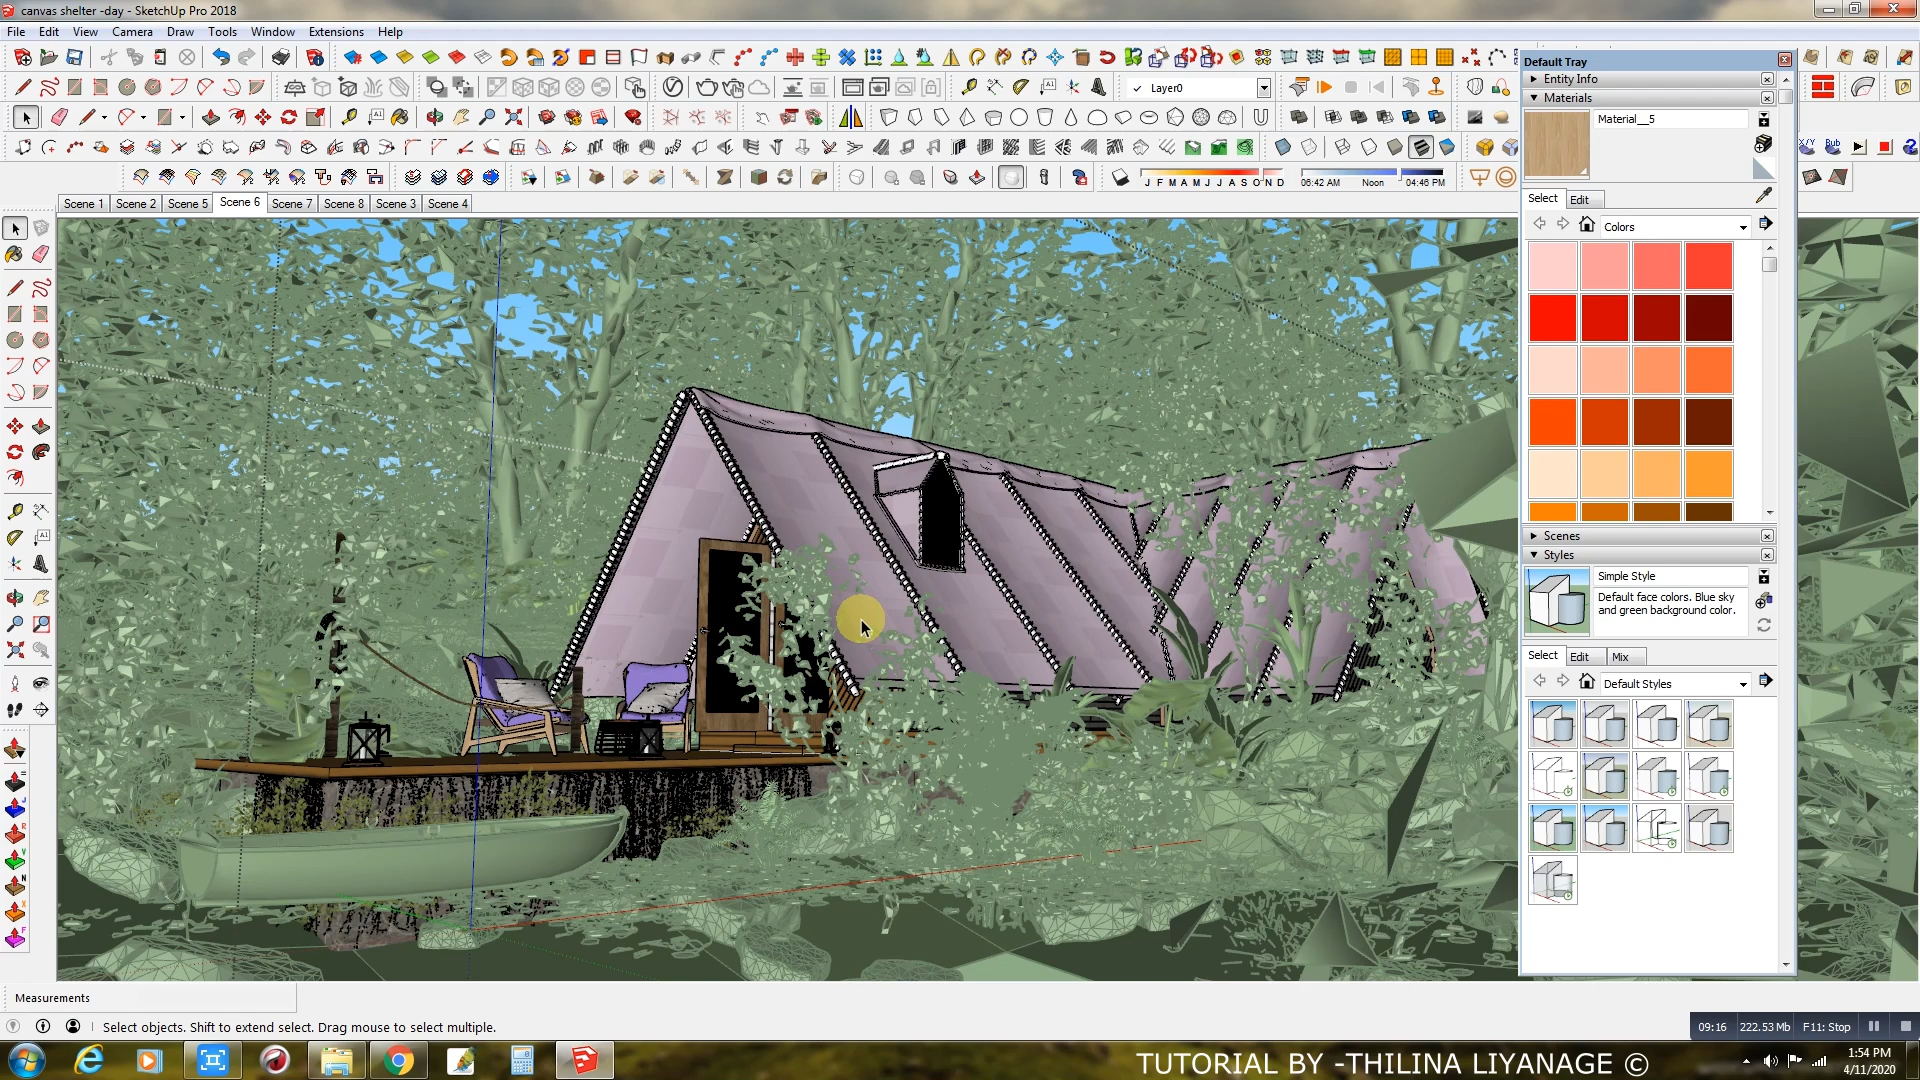 canvas shelter -day - SketchUp Pro 2018
File Edit View Camera Draw Tools Window Extensions Help
Layer0
J F M A M J J A S O N D
06:42 AM Noon 04:46 PM
Scene 1 Scene 2 Scene 5 Scene 6 Scene 7 Scene 8 Scene 3 Scene 4
Default Tray
Entity Info
Materials
Material__5
Select Edit
Colors
Scenes
Styles
Simple Style
Default face colors. Blue sky
and green background color.
Select Edit Mix
Default Styles
X/Y Bub
Measurements
Select objects. Shift to extend select. Drag mouse to select multiple.
09:16 222.53 Mb F11: Stop
TUTORIAL BY -THILINA LIYANAGE ©
1:54 PM
4/11/2020